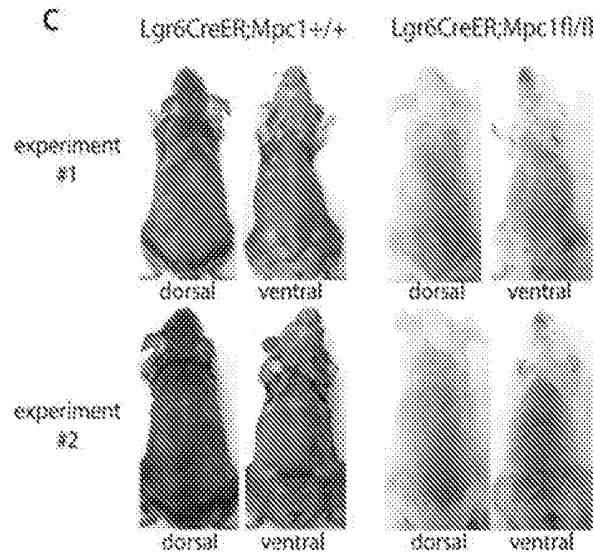 C
Lgr6CreER;Mpc1+/+ Lgr6CreER;Mpc1fl/fl
experiment
#1
dorsal ventral dorsal ventral
experiment
#2
dorsal ventral dorsal ventral